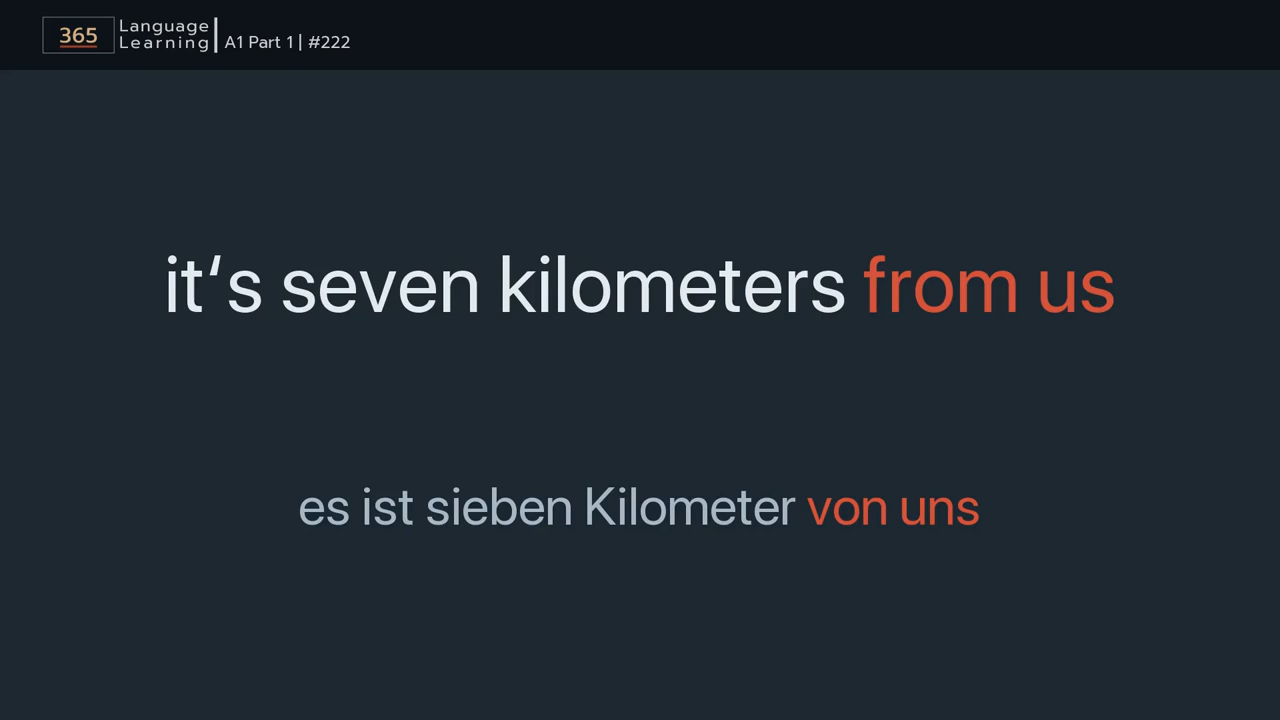 365
Language
Learning
A1 Part 1 | #222
it‘s seven kilometers from us
es ist sieben Kilometer von uns